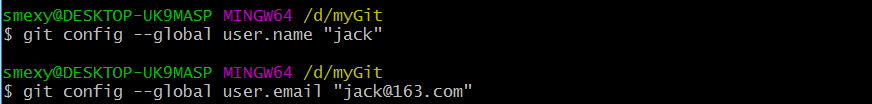 smexy@DESKTOP-UK9MASP MINGW64 /d/myGit
$ git config --global user.name "jack"
smexy@DESKTOP-UK9MASP MINGW64 /d/myGit
$ git config --global user.email "jack@163.com"